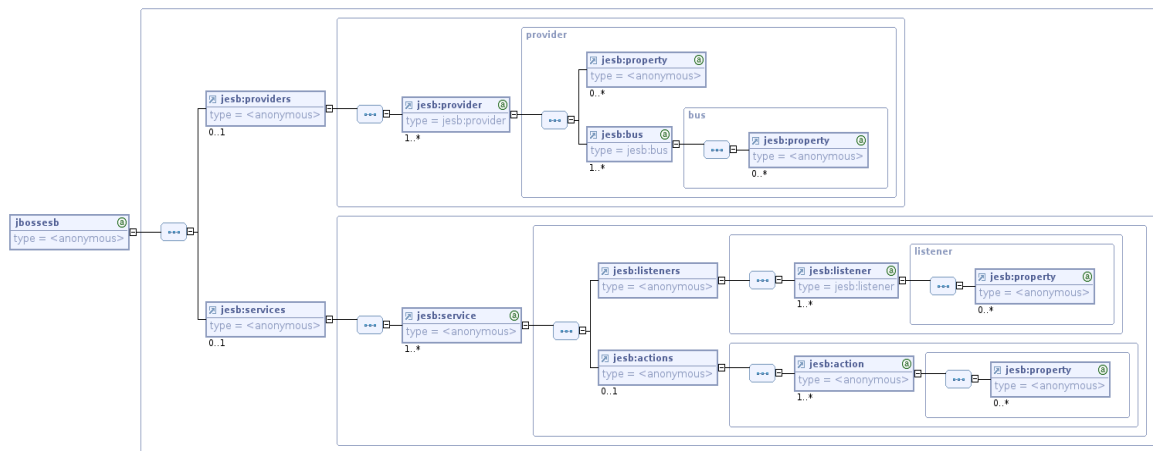 provider
jesb:property
type = <anonymous>
0..*
jesb:providers
type = <anonymous>
0..1
jesb:provider
type = jesb:provider
1..*
bus
jesb:bus
type = jesb:bus
1..*
jesb:property
type = <anonymous>
0..*
jbossesb
type = <anonymous>
jesb:services
type = <anonymous>
0..1
jesb:service
type = <anonymous>
1..*
jesb:listeners
type = <anonymous>
jesb:listener
type = jesb:listener
1..*
listener
jesb:property
type = <anonymous>
0..*
jesb:actions
type = <anonymous>
0..1
jesb:action
type = <anonymous>
1..*
jesb:property
type = <anonymous>
0..*